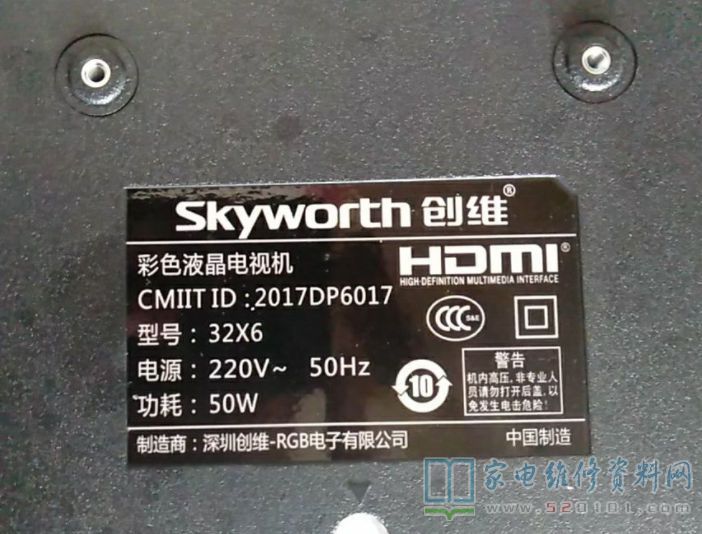 Skyworth 创维®
彩色液晶电视机
HDMI®
HIGH-DEFINITION MULTIMEDIA INTERFACE
CMIIT ID：2017DP6017
型号：32X6
CCC S&E
电源：220V~ 50Hz
功耗：50W
10
警告
机内高压，非专业人
员请勿打开后盖，以
免发生电击危险！
制造商：深圳创维-RGB电子有限公司
中国制造
家电维修资料网
www.520101.com